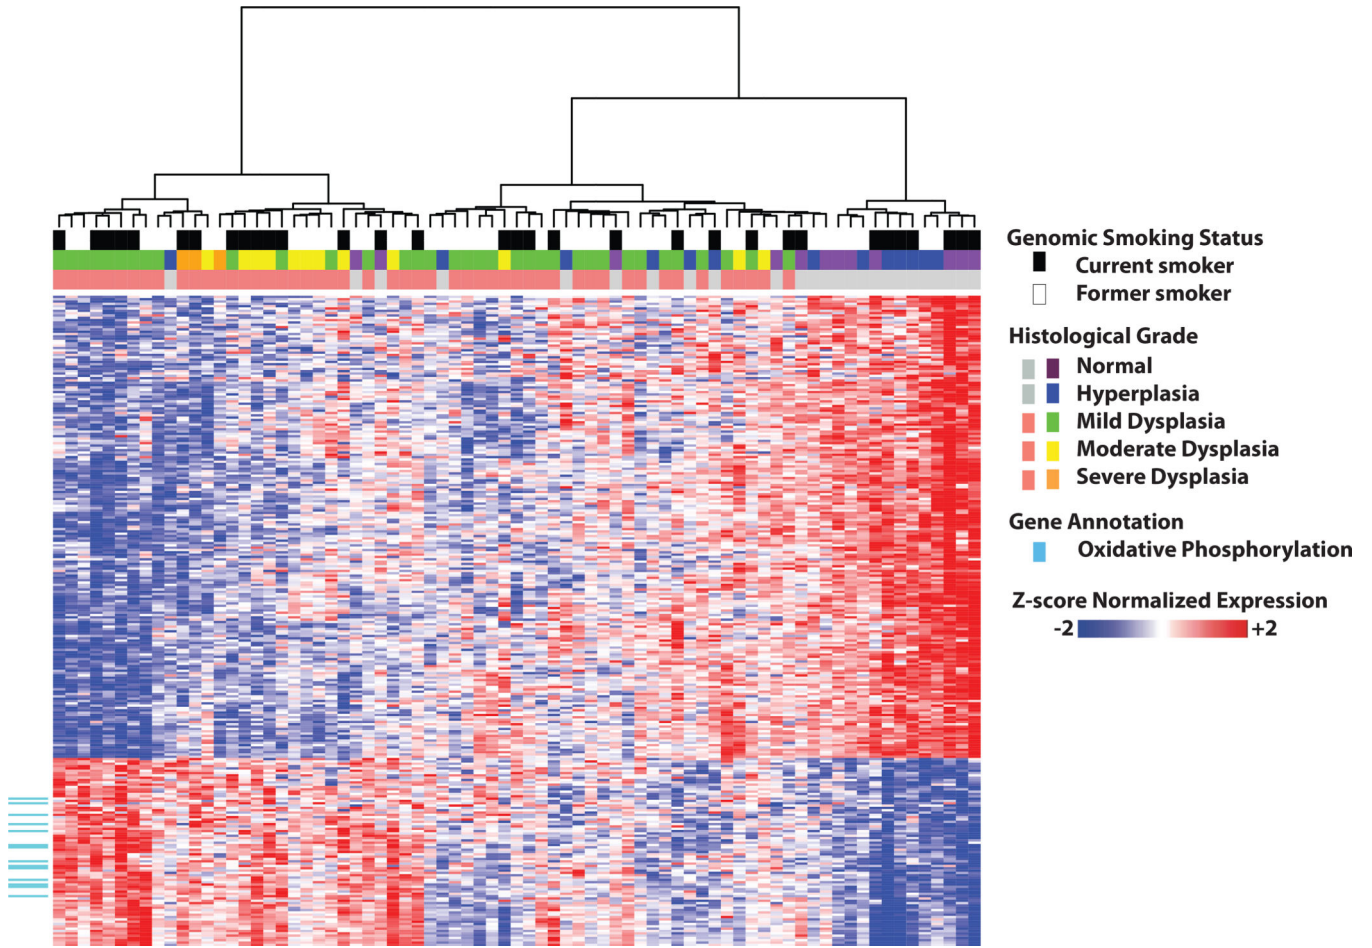 Genomic Smoking Status
Current smoker
Former smoker
Histological Grade
Normal
Hyperplasia
Mild Dysplasia
Moderate Dysplasia
Severe Dysplasia
Gene Annotation
Oxidative Phosphorylation
Z-score Normalized Expression
-2 +2